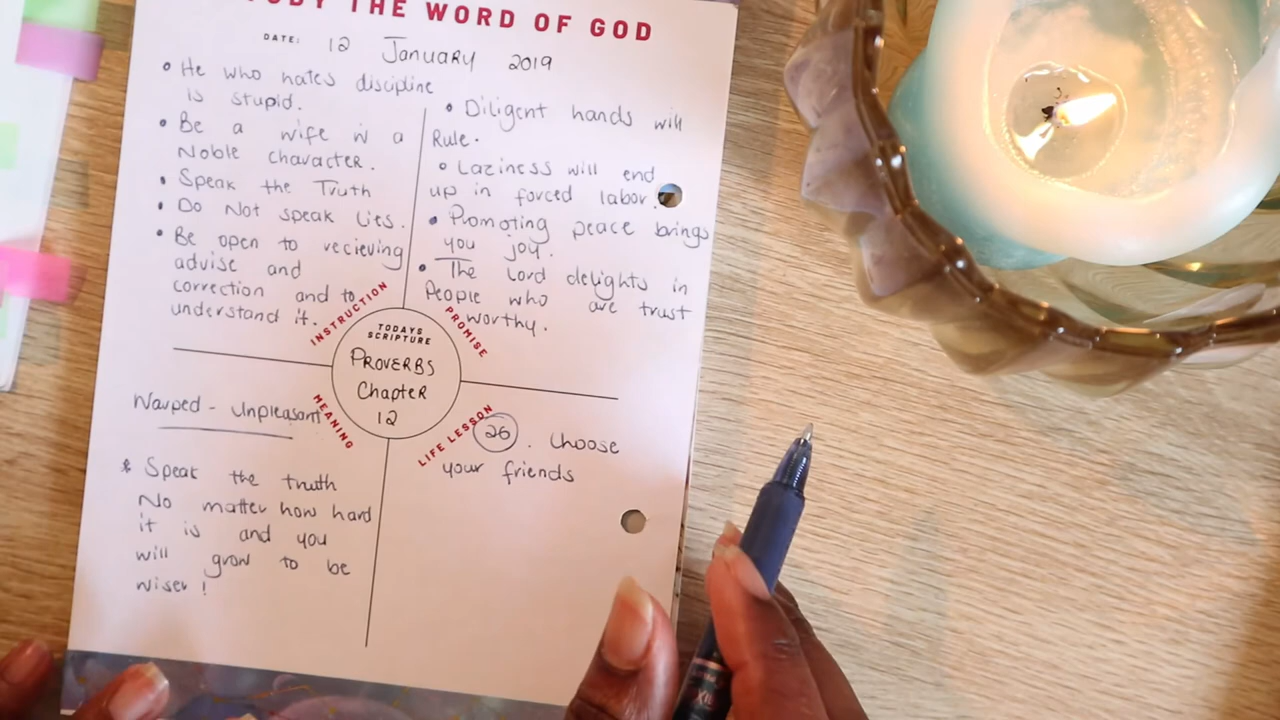 THE WORD OF GOD
DATE: 12 January 2019
• He who hates discipline
is stupid.
• Be a wife in a
Noble character.
• Speak the Truth
• Do Not speak lies.
• Be open to recieving
advise and
correction and to
understand it.
INSTRUCTION
• Diligent hands will
Rule.
• Laziness will end
up in forced labor.
• Promoting peace brings
you joy.
• The Lord delights in
People who are trust
worthy.
PROMISE
TODAYS
SCRIPTURE
PROVERBS
Chapter
12
MEANING
Warped - Unpleasant
* Speak the truth
No matter how hard
it is and you
will grow to be
wiser !
LIFE LESSON
26. Choose
your friends